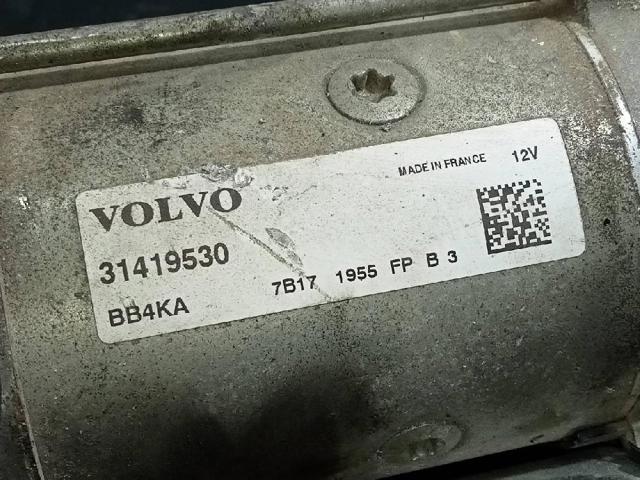 MADE IN FRANCE 12V
VOLVO
31419530
BB4KA 7B17 1955 FP B 3